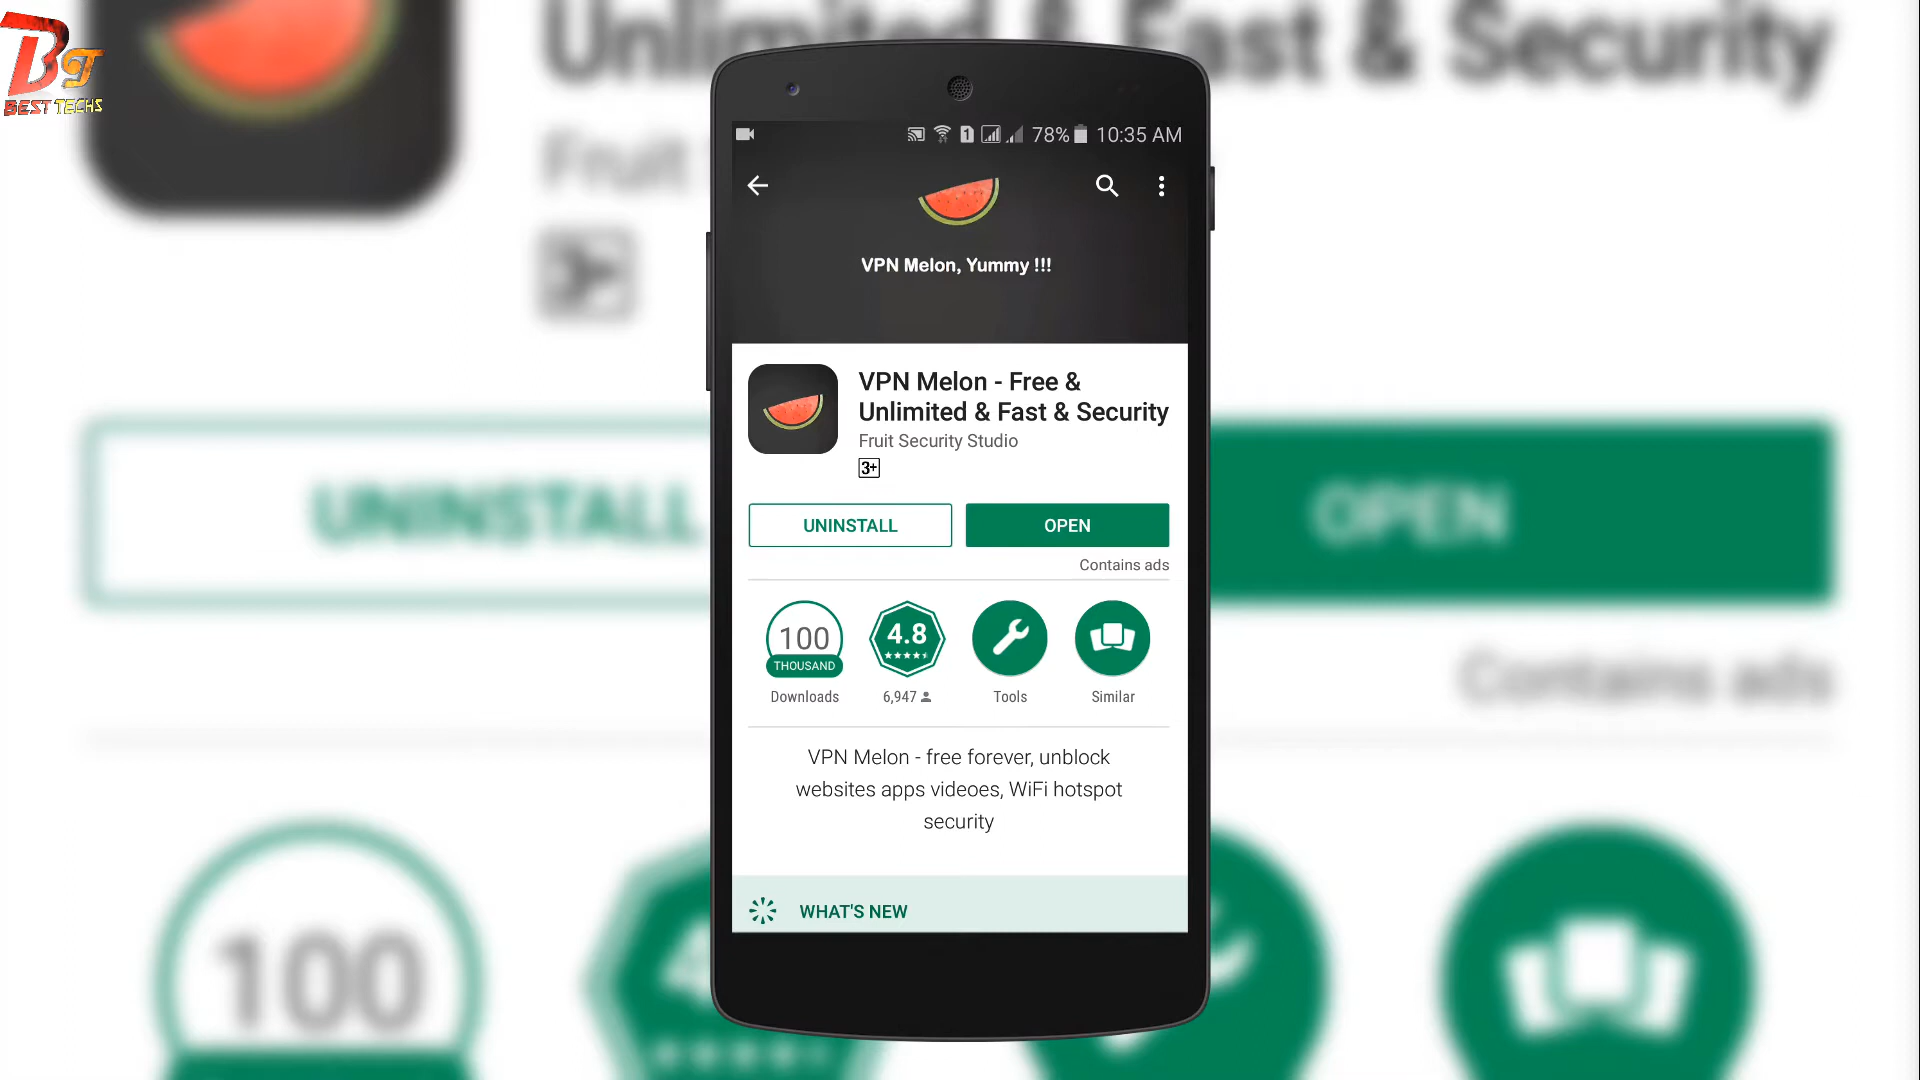 BT
BEST TECHS
Unlimited & Fast & Security
Fruit
3+
UNINSTALL
OPEN
Contains ads
100
78% 10:35 AM
VPN Melon, Yummy !!!
VPN Melon - Free &
Unlimited & Fast & Security
Fruit Security Studio
3+
UNINSTALL OPEN
Contains ads
100 4.8
THOUSAND
Downloads 6,947 Tools Similar
VPN Melon - free forever, unblock
websites apps videoes, WiFi hotspot
security
WHAT'S NEW